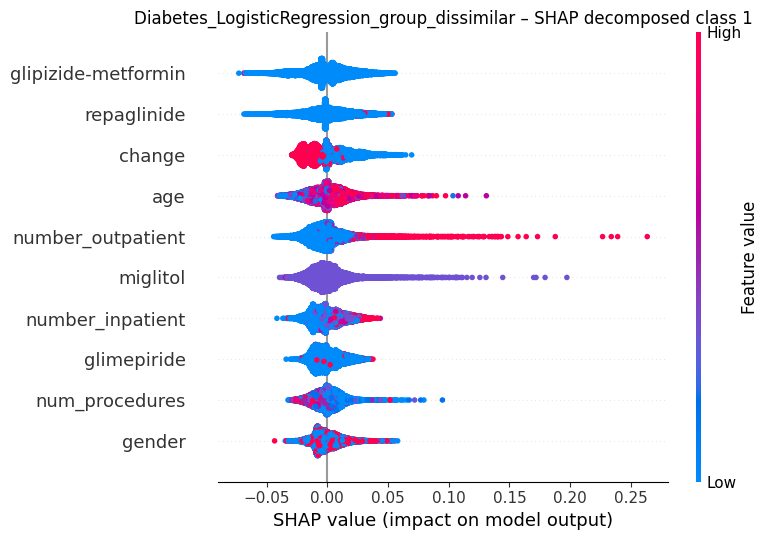 Diabetes_LogisticRegression_group_dissimilar – SHAP decomposed class 1
High
glipizide-metformin
repaglinide
change
age
number_outpatient
miglitol
number_inpatient
glimepiride
num_procedures
gender
Feature value
Low
−0.05 0.00 0.05 0.10 0.15 0.20 0.25
SHAP value (impact on model output)